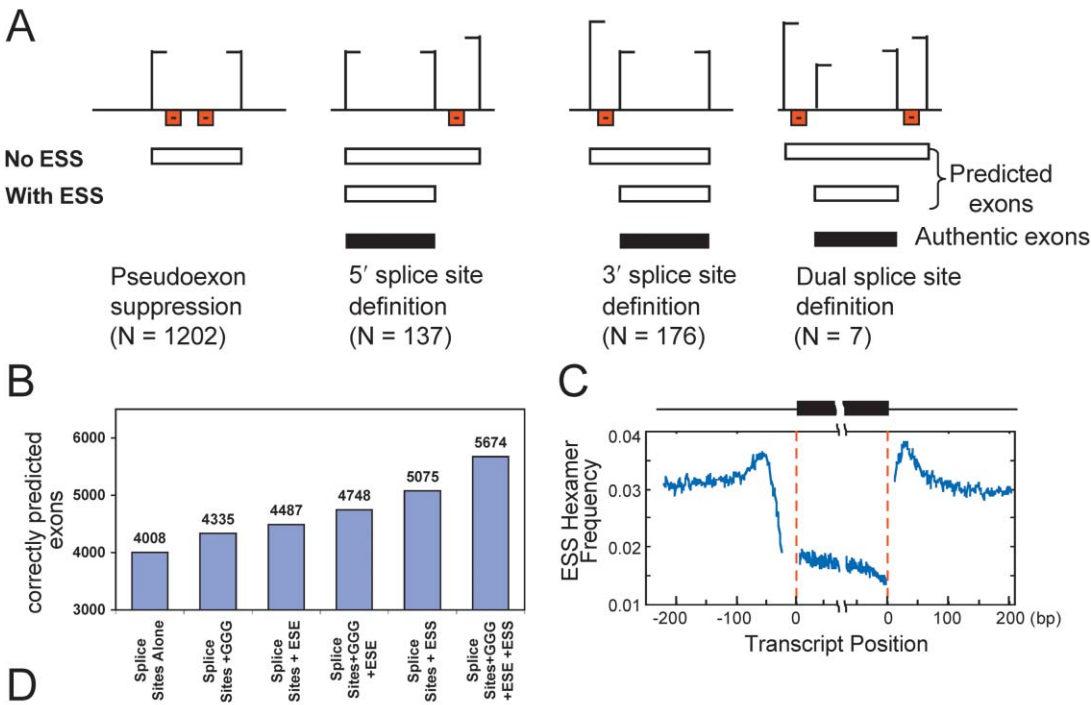 A
- -
-
-
- -
No ESS
With ESS
Predicted
exons
Authentic exons
Pseudoexon
suppression
(N = 1202)
5′ splice site
definition
(N = 137)
3′ splice site
definition
(N = 176)
Dual splice site
definition
(N = 7)
B
correctly predicted
exons
6000
5000
4000
3000
4008
4335
4487
4748
5075
5674
Splice
Sites Alone
Splice
Sites +GGG
Splice
Sites + ESE
Splice
Sites+GGG
+ESE
Splice
Sites + ESS
Splice
Sites+GGG
+ESE +ESS
C
ESS Hexamer
Frequency
0.04
0.03
0.02
0.01
-200 -100 0 0 100 200 (bp)
Transcript Position
D